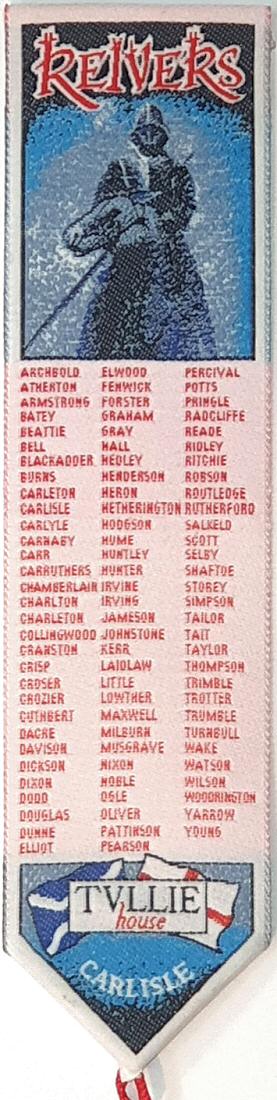 REIVERS
ARCHBOLD ELWOOD PERCIVAL
ATHERTON FENWICK POTTS
ARMSTRONG FORSTER PRINGLE
BATEY GRAHAM RADCLIFFE
BEATTIE GRAY READE
BELL HALL RIDLEY
BLACKADDER HEDLEY RITCHIE
BURNS HENDERSON ROBSON
CARLETON HERON ROUTLEDGE
CARLISLE HETHERINGTON RUTHERFORD
CARLYLE HODGSON SALKELD
CARNABY HUME SCOTT
CARR HUNTLEY SELBY
CARRUTHERS HUNTER SHAFTOE
CHAMBERLAIN IRVINE STOREY
CHARLTON IRVING SIMPSON
CHARLETON JAMESON TAILOR
COLLINGWOOD JOHNSTONE TAIT
CRANSTON KERR TAYLOR
CRISP LAIDLAW THOMPSON
CROSER LITTLE TRIMBLE
CROZIER LOWTHER TROTTER
CUTHBERT MAXWELL TRUMBLE
DACRE MILBURN TURNBULL
DAVISON MUSGRAVE WAKE
DICKSON NIXON WATSON
DIXON NOBLE WILSON
DODD OGLE WOODRINGTON
DOUGLAS OLIVER YARROW
DUNNE PATTINSON YOUNG
ELLIOT PEARSON
TVLLIE
house
CARLISLE